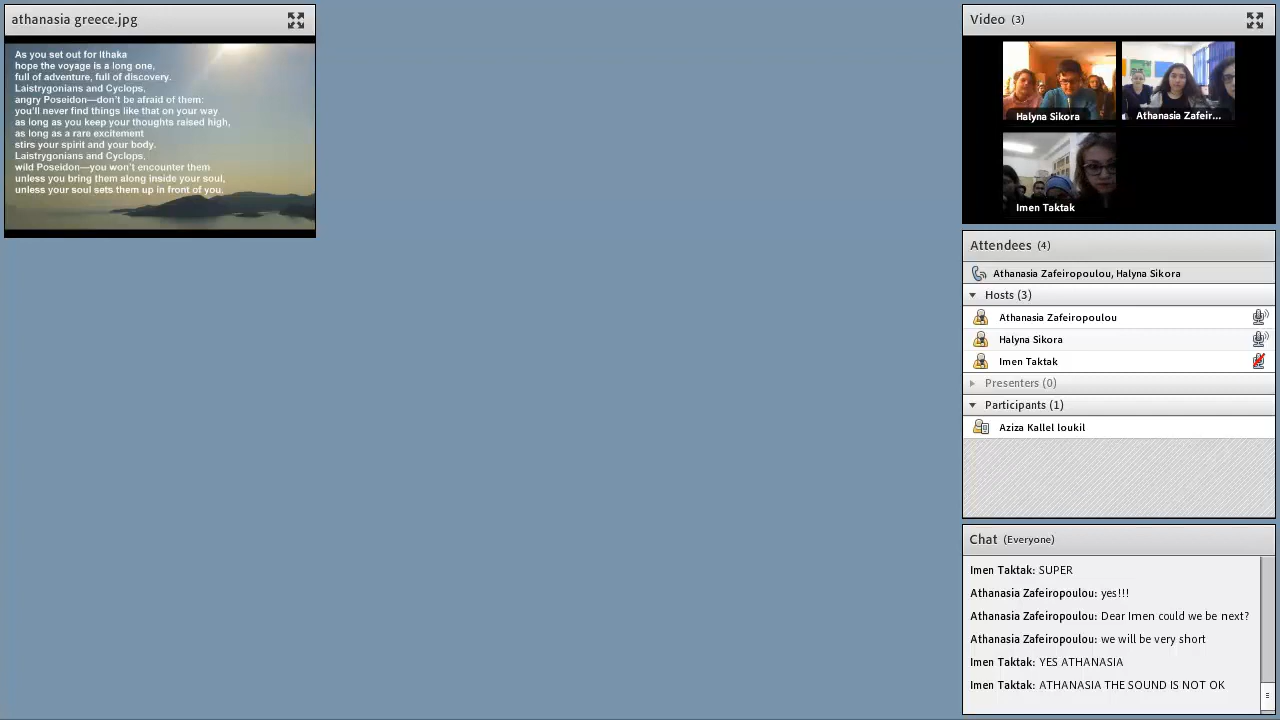 athanasia greece.jpg
As you set out for Ithaka
hope the voyage is a long one,
full of adventure, full of discovery.
Laistrygonians and Cyclops,
angry Poseidon—don't be afraid of them:
you'll never find things like that on your way
as long as you keep your thoughts raised high,
as long as a rare excitement
stirs your spirit and your body.
Laistrygonians and Cyclops,
wild Poseidon—you won't encounter them
unless you bring them along inside your soul,
unless your soul sets them up in front of you.
Video (3)
Halyna Sikora
Athanasia Zafeir...
Imen Taktak
Attendees (4)
Athanasia Zafeiropoulou, Halyna Sikora
Hosts (3)
Athanasia Zafeiropoulou
Halyna Sikora
Imen Taktak
Presenters (0)
Participants (1)
Aziza Kallel loukil
Chat (Everyone)
Imen Taktak: SUPER
Athanasia Zafeiropoulou: yes!!!
Athanasia Zafeiropoulou: Dear Imen could we be next?
Athanasia Zafeiropoulou: we will be very short
Imen Taktak: YES ATHANASIA
Imen Taktak: ATHANASIA THE SOUND IS NOT OK